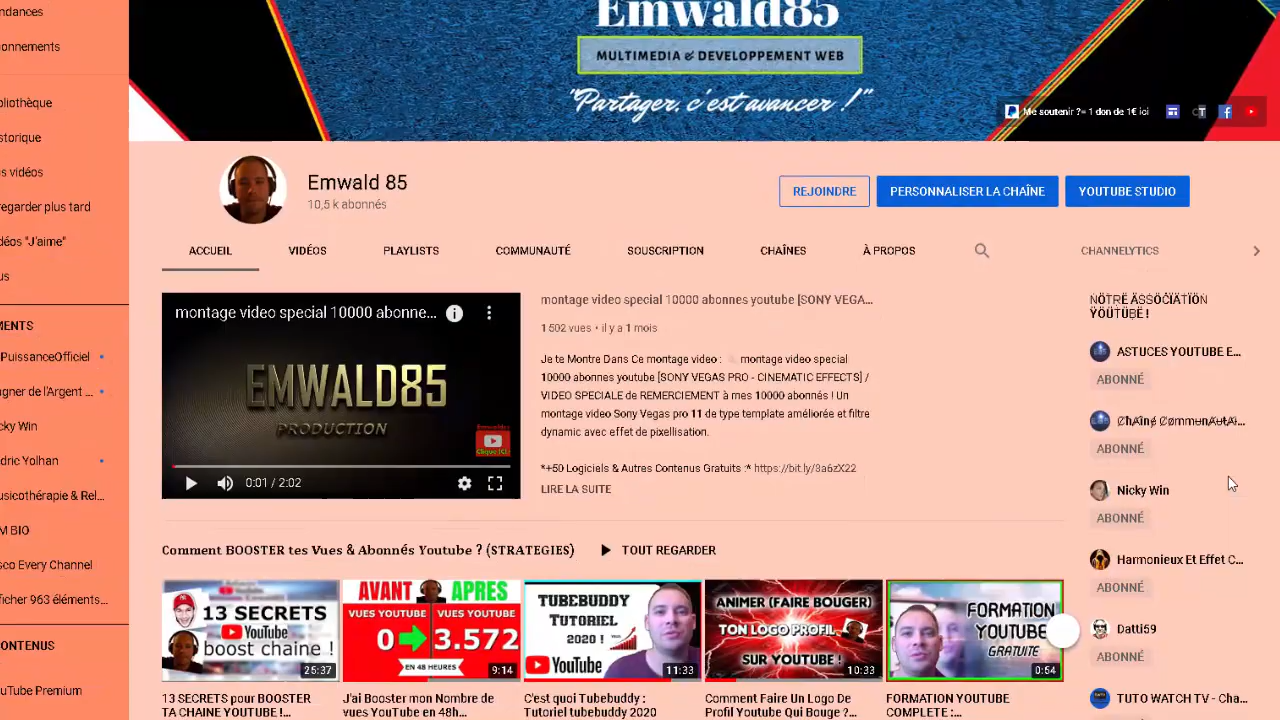 ndances
onnements
bliothèque
storique
s vidéos
regarder plus tard
déos "J'aime"
us
MENTS
PuissanceOfficiel
gner de l'Argent ...
cky Win
dric Yolhan
usicothérapie & Rel...
M BIO
sco Every Channel
ficher 963 éléments...
ONTENUS
uTube Premium
Emwald85
MULTIMEDIA & DEVELOPPEMENT WEB
"Partager, c'est avancer !"
Me soutenir ?= 1 don de 1€ ici
Emwald 85
10,5 k abonnés
REJOINDRE
PERSONNALISER LA CHAÎNE
YOUTUBE STUDIO
ACCUEIL
VIDÉOS
PLAYLISTS
COMMUNAUTÉ
SOUSCRIPTION
CHAÎNES
À PROPOS
CHANNELYTICS
montage video special 10000 abonne...
EMWALD85
PRODUCTION
Clique ICI
0:01 / 2:02
montage video special 10000 abonnes youtube [SONY VEGA...
1 502 vues • il y a 1 mois
Je te Montre Dans Ce montage video : montage video special
10000 abonnes youtube [SONY VEGAS PRO - CINEMATIC EFFECTS] /
VIDEO SPECIALE de REMERCIEMENT à mes 10000 abonnés ! Un
montage video Sony Vegas pro 11 de type template améliorée et filtre
dynamic avec effet de pixellisation.
*+50 Logiciels & Autres Contenus Gratuits :* https://bit.ly/3a6zX22
LIRE LA SUITE
Comment BOOSTER tes Vues & Abonnés Youtube ? (STRATEGIES)
TOUT REGARDER
13 SECRETS
YouTube
boost chaine !
25:37
13 SECRETS pour BOOSTER
TA CHAINE YOUTUBE !...
AVANT APRES
VUES YOUTUBE VUES YOUTUBE
0 3.572
EN 48 HEURES
9:14
J'ai Booster mon Nombre de
vues YouTube en 48h...
TUBEBUDDY
TUTORIEL
2020 !
YouTube
11:33
C'est quoi Tubebuddy :
Tutoriel tubebuddy 2020
ANIMER (FAIRE BOUGER)
TON LOGO PROFIL
SUR YOUTUBE !
10:33
Comment Faire Un Logo De
Profil Youtube Qui Bouge ?...
FORMATION
YOUTUBE
GRATUITE
0:54
FORMATION YOUTUBE
COMPLETE :...
NÖTRE ÄSSÖCÏÄTÏÖN
ŸÖÜTÜBË !
ASTUCES YOUTUBE E...
ABONNÉ
ABONNÉ
Nicky Win
ABONNÉ
Harmonieux Et Effet C...
ABONNÉ
Datti59
ABONNÉ
TUTO WATCH TV - Cha...